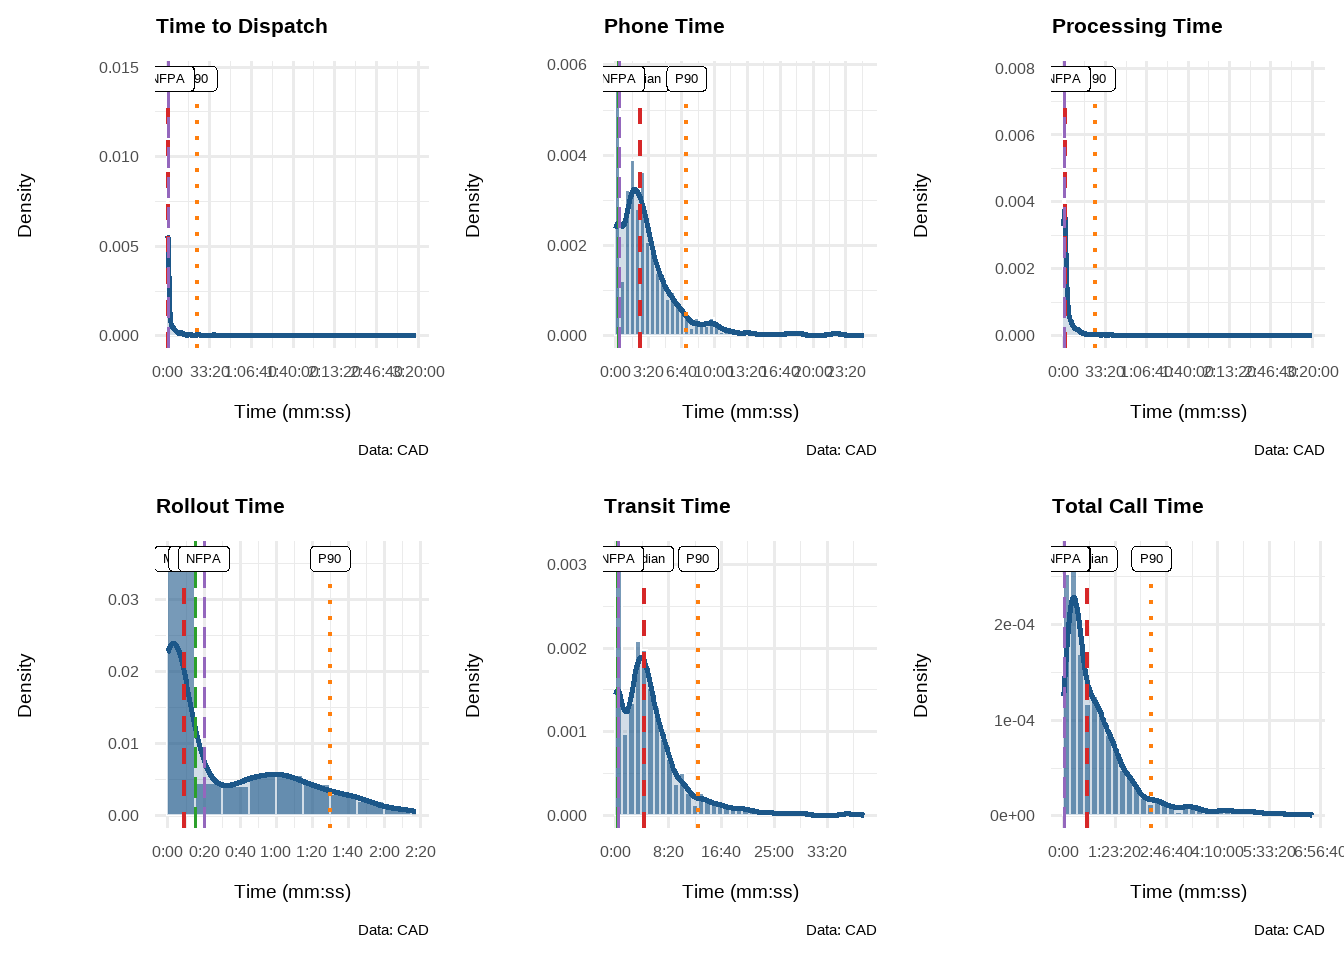 Time to Dispatch
Phone Time
Processing Time
NFPA 90
NFPA ian P90
NFPA 90
0.015
0.010
0.005
0.000
0.006
0.004
0.002
0.000
0.008
0.006
0.004
0.002
0.000
Density
Density
Density
0:00 33:20 1:06:40 1:40:00 2:13:20 2:46:40 3:20:00
0:00 3:20 6:40 10:00 13:20 16:40 20:00 23:20
0:00 33:20 1:06:40 1:40:00 2:13:20 2:46:40 3:20:00
Time (mm:ss)
Time (mm:ss)
Time (mm:ss)
Data: CAD
Data: CAD
Data: CAD
Rollout Time
Transit Time
Total Call Time
M NFPA P90
NFPA dian P90
NFPA ian P90
0.03
0.02
0.01
0.00
0.003
0.002
0.001
0.000
2e-04
1e-04
0e+00
Density
Density
Density
0:00 0:20 0:40 1:00 1:20 1:40 2:00 2:20
0:00 8:20 16:40 25:00 33:20
0:00 1:23:20 2:46:40 4:10:00 5:33:20 6:56:40
Time (mm:ss)
Time (mm:ss)
Time (mm:ss)
Data: CAD
Data: CAD
Data: CAD